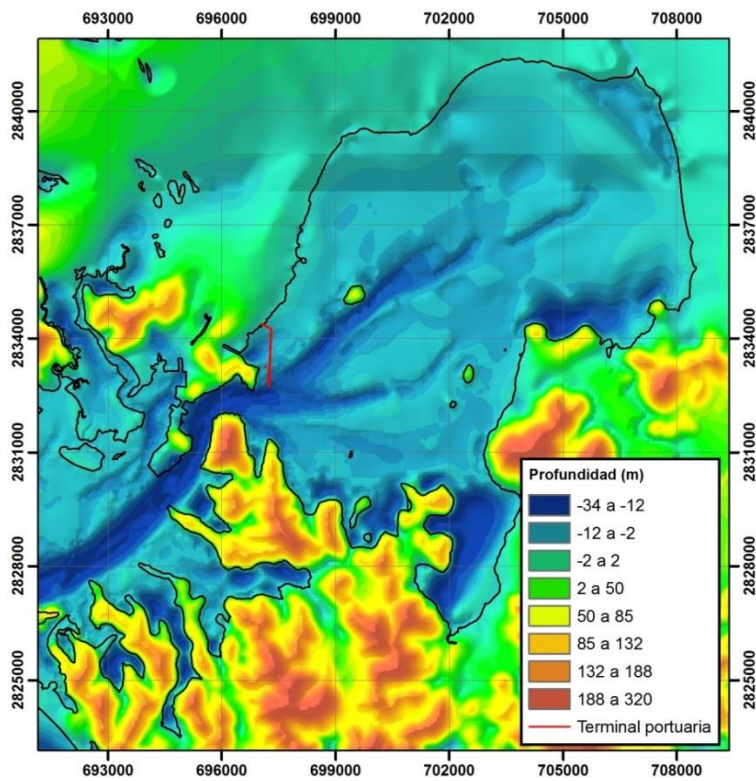 693000 696000 699000 702000 705000 708000
2840000 2840000
2837000 2837000
2834000 2834000
2831000 2831000
2828000 2828000
2825000 2825000
Profundidad (m)
-34 a -12
-12 a -2
-2 a 2
2 a 50
50 a 85
85 a 132
132 a 188
188 a 320
Terminal portuaria
693000 696000 699000 702000 705000 708000